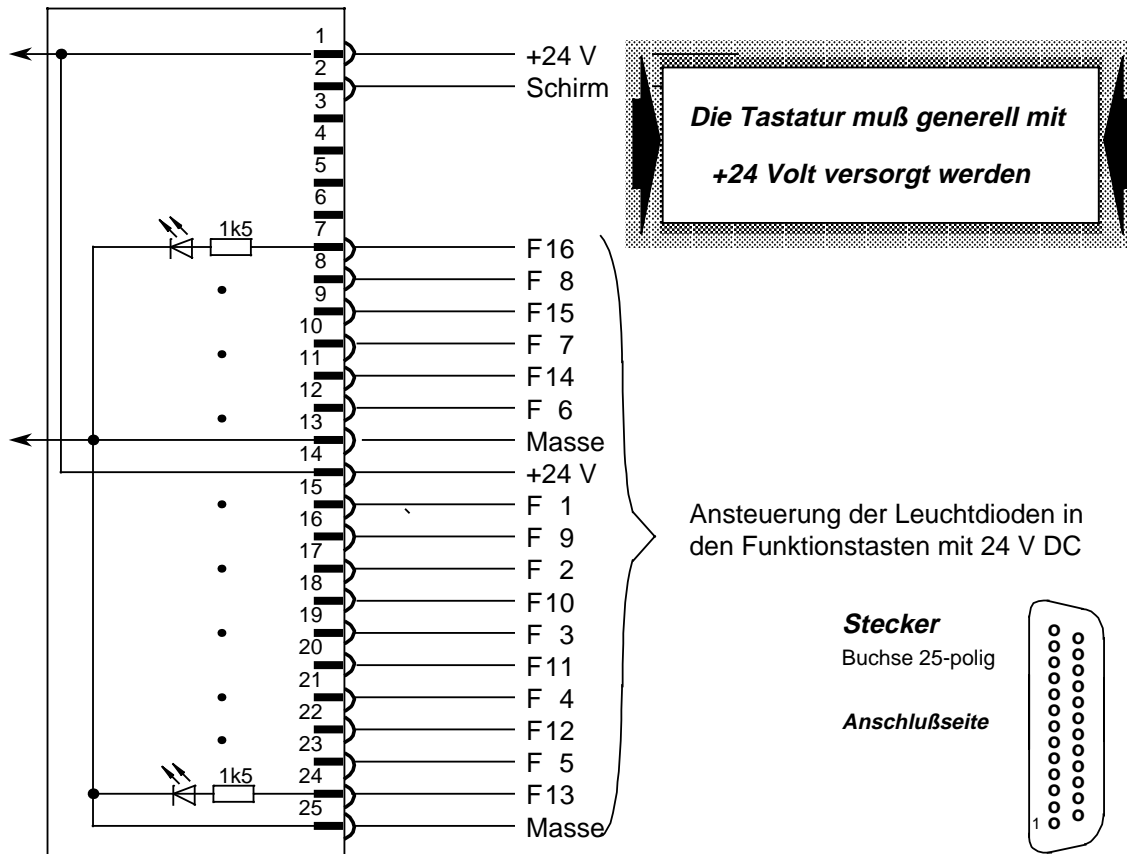 1
+24 V
2
Schirm
3
4
5
6
7
1k5
F16
8
F 8
9
F15
10
F 7
11
F14
12
F 6
13
Masse
14
+24 V
15
F 1
16
F 9
17
F 2
18
F10
19
F 3
20
F11
21
F 4
22
F12
23
F 5
24
1k5
F13
25
Masse
Die Tastatur muß generell mit
+24 Volt versorgt werden
Ansteuerung der Leuchtdioden in
den Funktionstasten mit 24 V DC
Stecker
Buchse 25-polig
Anschlußseite
1